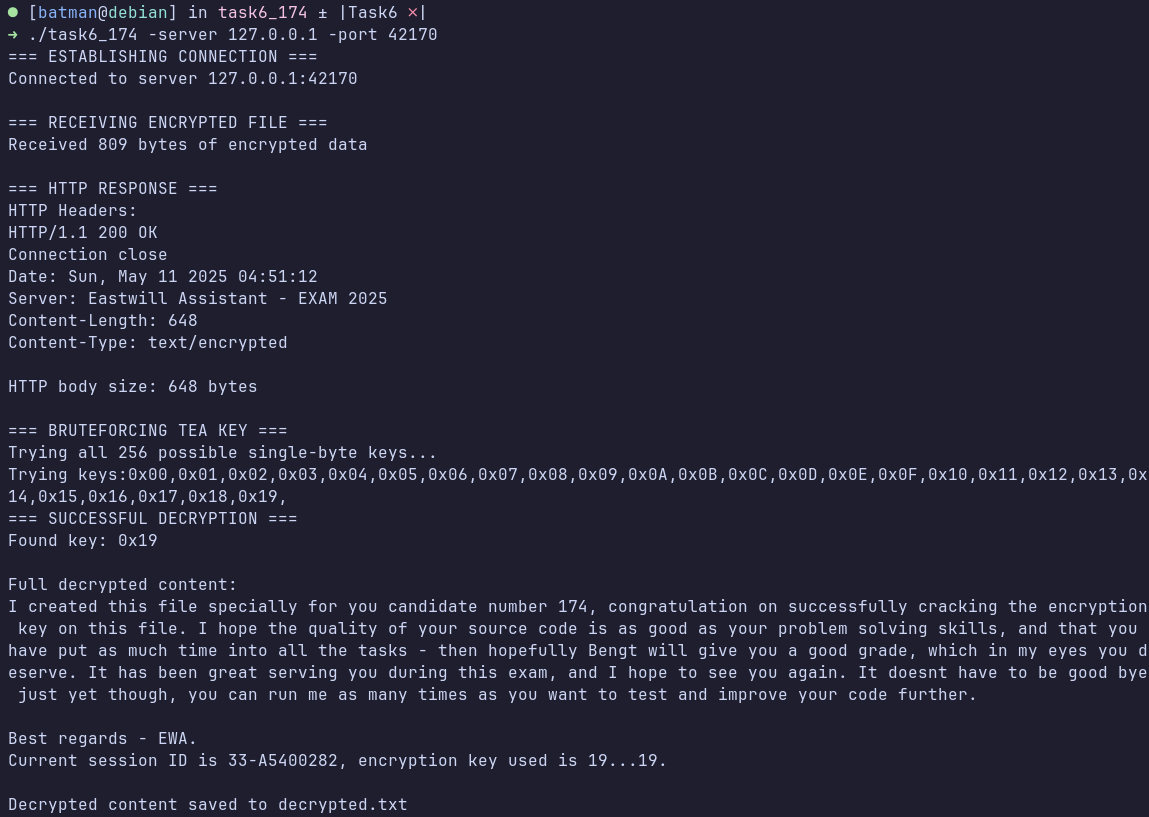 ● [batman@debian] in task6_174 ± |Task6 ×|
→ ./task6_174 -server 127.0.0.1 -port 42170
=== ESTABLISHING CONNECTION ===
Connected to server 127.0.0.1:42170
=== RECEIVING ENCRYPTED FILE ===
Received 809 bytes of encrypted data
=== HTTP RESPONSE ===
HTTP Headers:
HTTP/1.1 200 OK
Connection close
Date: Sun, May 11 2025 04:51:12
Server: Eastwill Assistant - EXAM 2025
Content-Length: 648
Content-Type: text/encrypted
HTTP body size: 648 bytes
=== BRUTEFORCING TEA KEY ===
Trying all 256 possible single-byte keys...
Trying keys:0x00,0x01,0x02,0x03,0x04,0x05,0x06,0x07,0x08,0x09,0x0A,0x0B,0x0C,0x0D,0x0E,0x0F,0x10,0x11,0x12,0x13,0x
14,0x15,0x16,0x17,0x18,0x19,
=== SUCCESSFUL DECRYPTION ===
Found key: 0x19
Full decrypted content:
I created this file specially for you candidate number 174, congratulation on successfully cracking the encryption
key on this file. I hope the quality of your source code is as good as your problem solving skills, and that you
have put as much time into all the tasks - then hopefully Bengt will give you a good grade, which in my eyes you d
eserve. It has been great serving you during this exam, and I hope to see you again. It doesnt have to be good bye
just yet though, you can run me as many times as you want to test and improve your code further.
Best regards - EWA.
Current session ID is 33-A5400282, encryption key used is 19...19.
Decrypted content saved to decrypted.txt